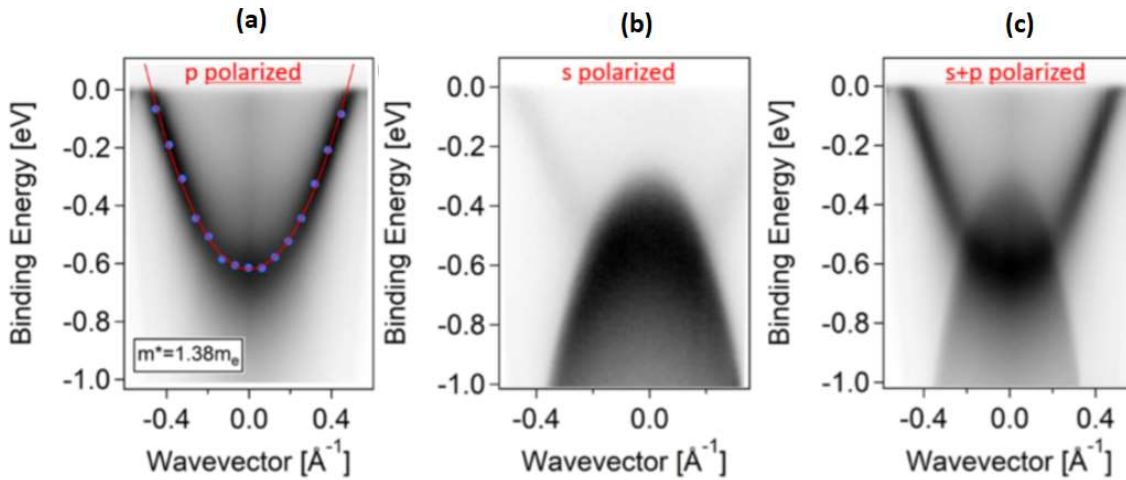 (a)
(b)
(c)
p polarized
s polarized
s+p polarized
Binding Energy [eV]
0.0
-0.2
-0.4
-0.6
-0.8
-1.0
m*=1.38mₑ
-0.4
0.0
0.4
Wavevector [Å⁻¹]
Binding Energy [eV]
0.0
-0.2
-0.4
-0.6
-0.8
-1.0
-0.4
0.0
Wavevector [Å⁻¹]
Binding Energy [eV]
0.0
-0.2
-0.4
-0.6
-0.8
-1.0
-0.4
0.0
0.4
Wavevector [Å⁻¹]